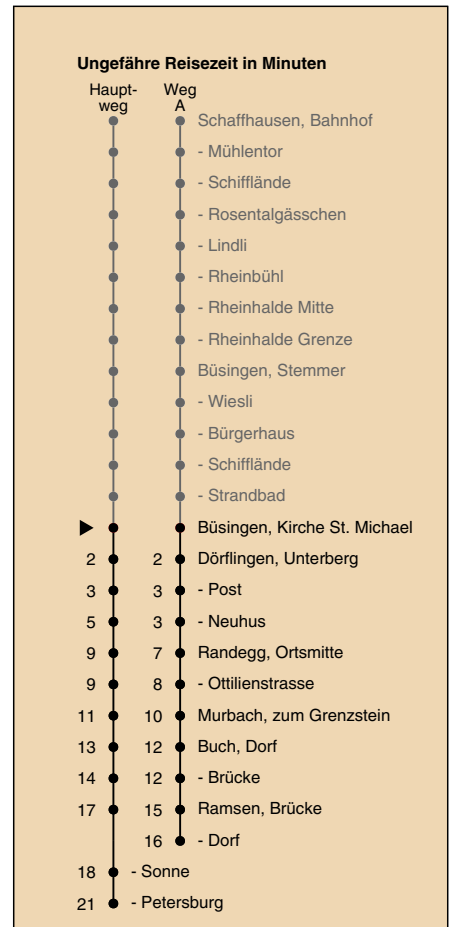 Ungefähre Reisezeit in Minuten
Haupt- Weg
weg A
Schaffhausen, Bahnhof
- Mühlentor
- Schifflände
- Rosentalgässchen
- Lindli
- Rheinbühl
- Rheinhalde Mitte
- Rheinhalde Grenze
Büsingen, Stemmer
- Wiesli
- Bürgerhaus
- Schifflände
- Strandbad
Büsingen, Kirche St. Michael
2 2 Dörflingen, Unterberg
3 3 - Post
5 3 - Neuhus
9 7 Randegg, Ortsmitte
9 8 - Ottilienstrasse
11 10 Murbach, zum Grenzstein
13 12 Buch, Dorf
14 12 - Brücke
17 15 Ramsen, Brücke
16 - Dorf
18 - Sonne
21 - Petersburg